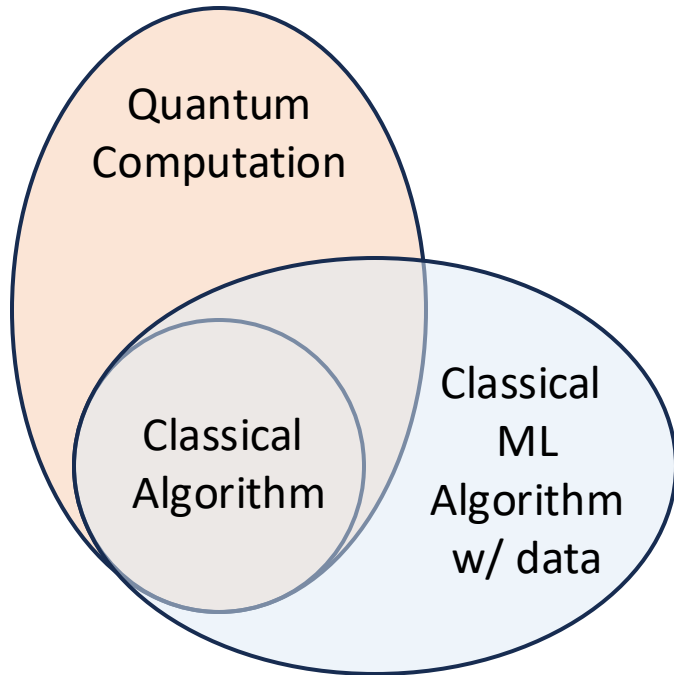 Quantum
Computation
Classical
Algorithm
Classical
ML
Algorithm
w/ data